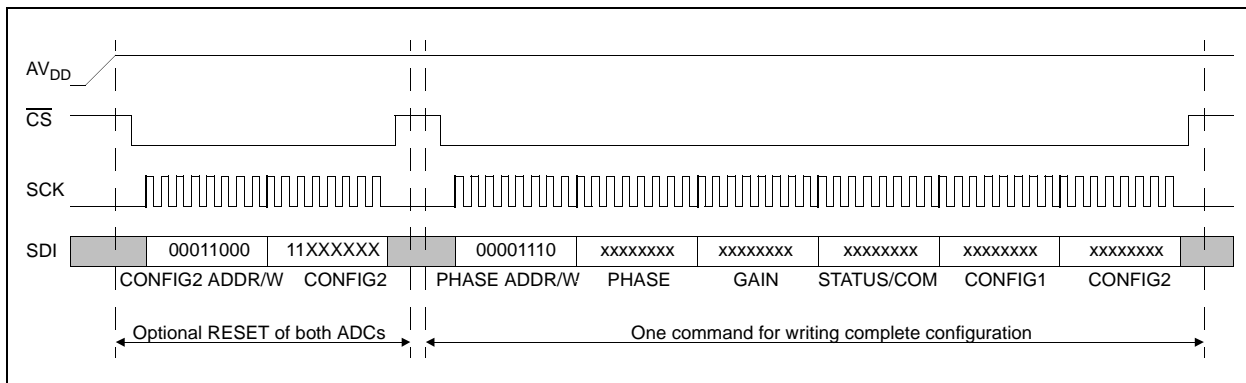 AVDD
CS
SCK
SDI 00011000 11XXXXXX 00001110 xxxxxxxx xxxxxxxx xxxxxxxx xxxxxxxx xxxxxxxx
CONFIG2 ADDR/W CONFIG2 PHASE ADDR/W PHASE GAIN STATUS/COM CONFIG1 CONFIG2
Optional RESET of both ADCs One command for writing complete configuration